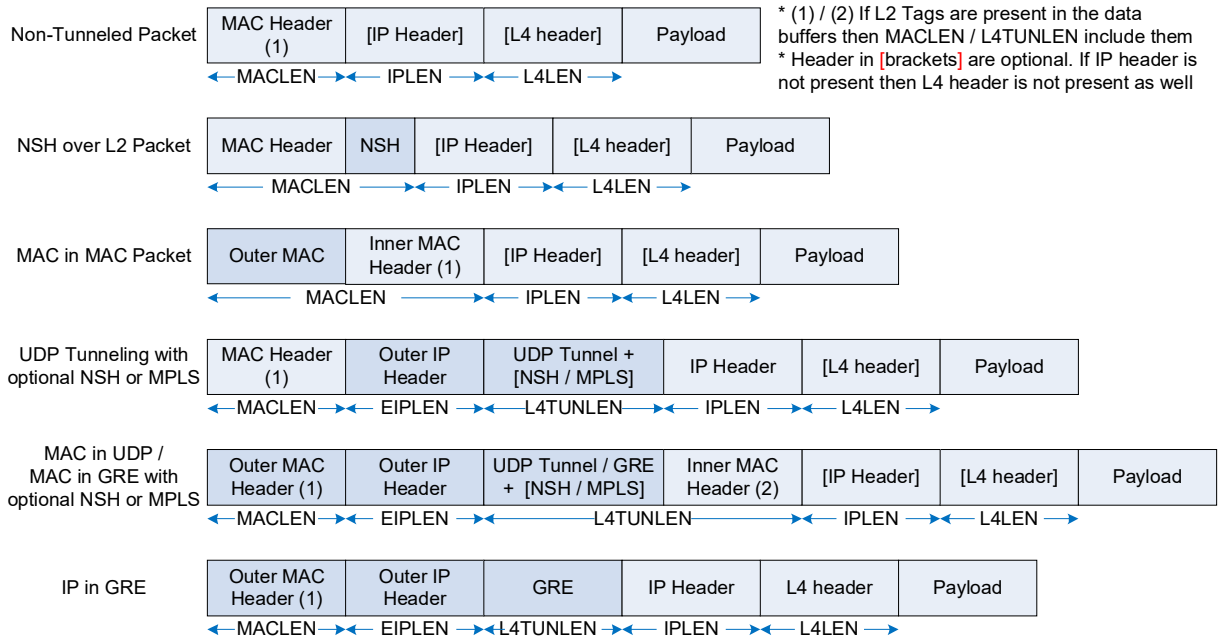 Non-Tunneled Packet
MAC Header
(1)
[IP Header]
[L4 header]
Payload
MACLEN
IPLEN
L4LEN
* (1) / (2) If L2 Tags are present in the data
buffers then MACLEN / L4TUNLEN include them
* Header in [brackets] are optional. If IP header is
not present then L4 header is not present as well
NSH over L2 Packet
MAC Header
NSH
[IP Header]
[L4 header]
Payload
MACLEN
IPLEN
L4LEN
MAC in MAC Packet
Outer MAC
Inner MAC
Header (1)
[IP Header]
[L4 header]
Payload
MACLEN
IPLEN
L4LEN
UDP Tunneling with
optional NSH or MPLS
MAC Header
(1)
Outer IP
Header
UDP Tunnel +
[NSH / MPLS]
IP Header
[L4 header]
Payload
MACLEN
EIPLEN
L4TUNLEN
IPLEN
L4LEN
MAC in UDP /
MAC in GRE with
optional NSH or MPLS
Outer MAC
Header (1)
Outer IP
Header
UDP Tunnel / GRE
+ [NSH / MPLS]
Inner MAC
Header (2)
[IP Header]
[L4 header]
Payload
MACLEN
EIPLEN
L4TUNLEN
IPLEN
L4LEN
IP in GRE
Outer MAC
Header (1)
Outer IP
Header
GRE
IP Header
L4 header
Payload
MACLEN
EIPLEN
L4TUNLEN
IPLEN
L4LEN